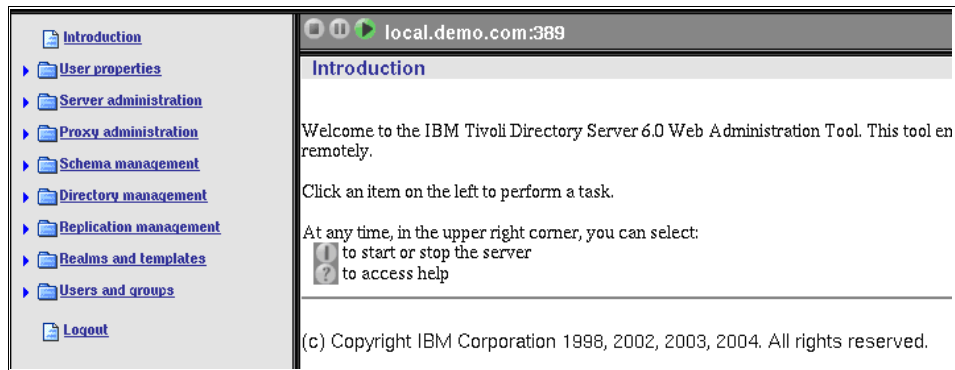 Introduction
User properties
Server administration
Proxy administration
Schema management
Directory management
Replication management
Realms and templates
Users and groups
Logout
local.demo.com:389
Introduction
Welcome to the IBM Tivoli Directory Server 6.0 Web Administration Tool. This tool en
remotely.
Click an item on the left to perform a task.
At any time, in the upper right corner, you can select:
to start or stop the server
? to access help
(c) Copyright IBM Corporation 1998, 2002, 2003, 2004. All rights reserved.